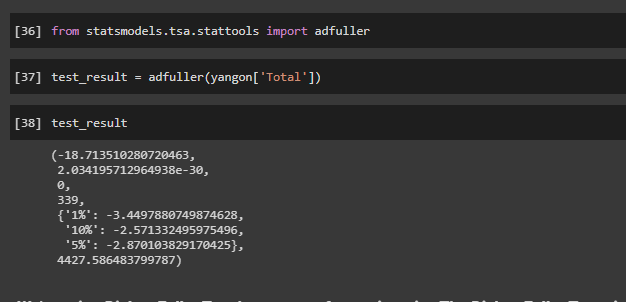 [36] from statsmodels.tsa.stattools import adfuller
[37] test_result = adfuller(yangon['Total'])
[38] test_result
(-18.713510280720463,
2.034195712964938e-30,
0,
339,
{'1%': -3.4497880749874628,
'10%': -2.571332495975496,
'5%': -2.870103829170425},
4427.586483799787)